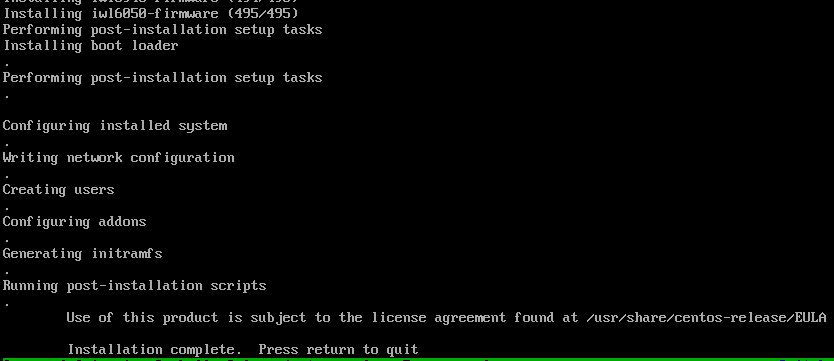 Installing iwl6050-firmware (495/495)
Performing post-installation setup tasks
Installing boot loader
.
Performing post-installation setup tasks
.
Configuring installed system
.
Writing network configuration
.
Creating users
.
Configuring addons
.
Generating initramfs
.
Running post-installation scripts
.
Use of this product is subject to the license agreement found at /usr/share/centos-release/EULA
Installation complete.  Press return to quit